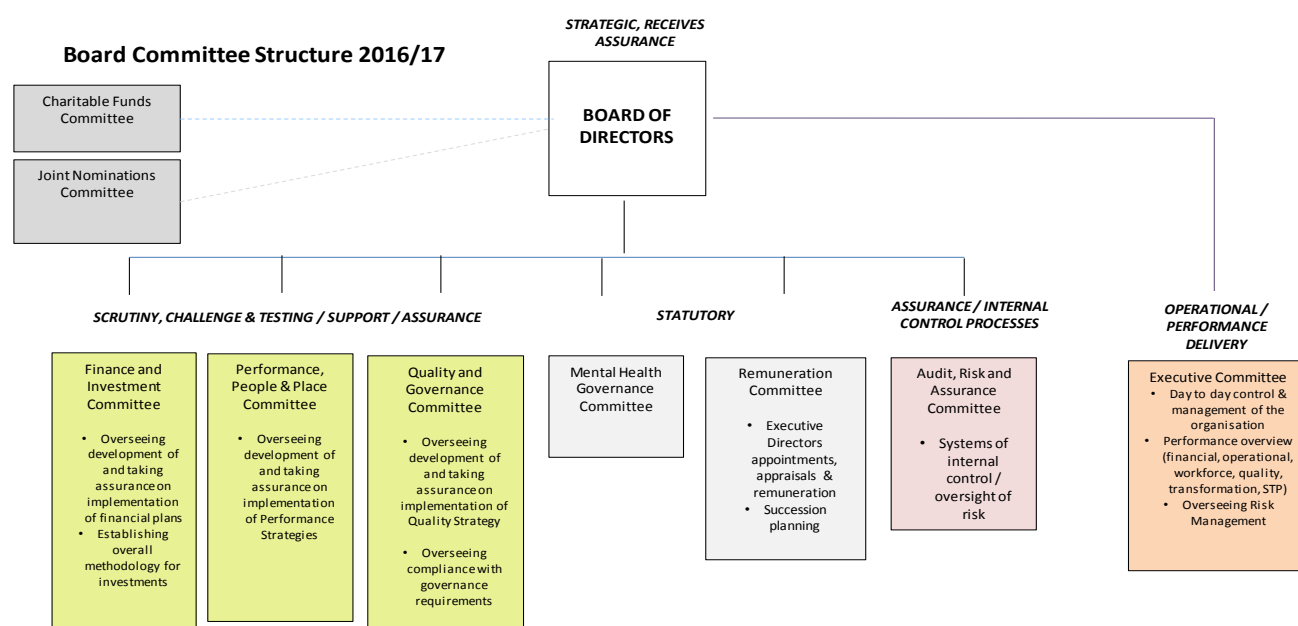 STRATEGIC, RECEIVES
ASSURANCE
Board Committee Structure 2016/17
Charitable Funds
Committee
Joint Nominations
Committee
BOARD OF
DIRECTORS
SCRUTINY, CHALLENGE & TESTING / SUPPORT / ASSURANCE
STATUTORY
ASSURANCE / INTERNAL
CONTROL PROCESSES
OPERATIONAL /
PERFORMANCE
DELIVERY
Finance and
Investment
Committee
• Overseeing
development of
and taking
assurance on
implementation
of financial plans
• Establishing
overall
methodology for
investments
Performance,
People & Place
Committee
• Overseeing
development of
and taking
assurance on
implementation
of Performance
Strategies
Quality and
Governance
Committee
• Overseeing
development of
and taking
assurance on
implementation of
Quality Strategy
• Overseeing
compliance with
governance
requirements
Mental Health
Governance
Committee
Remuneration
Committee
• Executive
Directors
appointments,
appraisals &
remuneration
• Succession
planning
Audit, Risk and
Assurance
Committee
• Systems of
internal
control /
oversight of
risk
Executive Committee
• Day to day control &
management of the
organisation
• Performance overview
(financial, operational,
workforce, quality,
transformation, STP)
• Overseeing Risk
Management